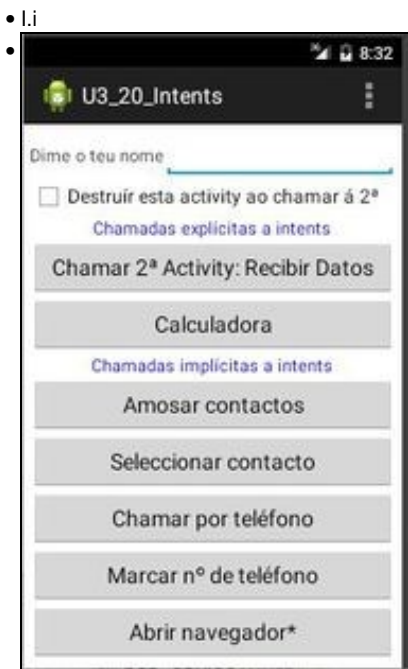 • I.i
•
8:32
U3_20_Intents
Dime o teu nome
Destruír esta activity ao chamar á 2ª
Chamadas explícitas a intents
Chamar 2ª Activity: Recibir Datos
Calculadora
Chamadas implícitas a intents
Amosar contactos
Seleccionar contacto
Chamar por teléfono
Marcar nº de teléfono
Abrir navegador*